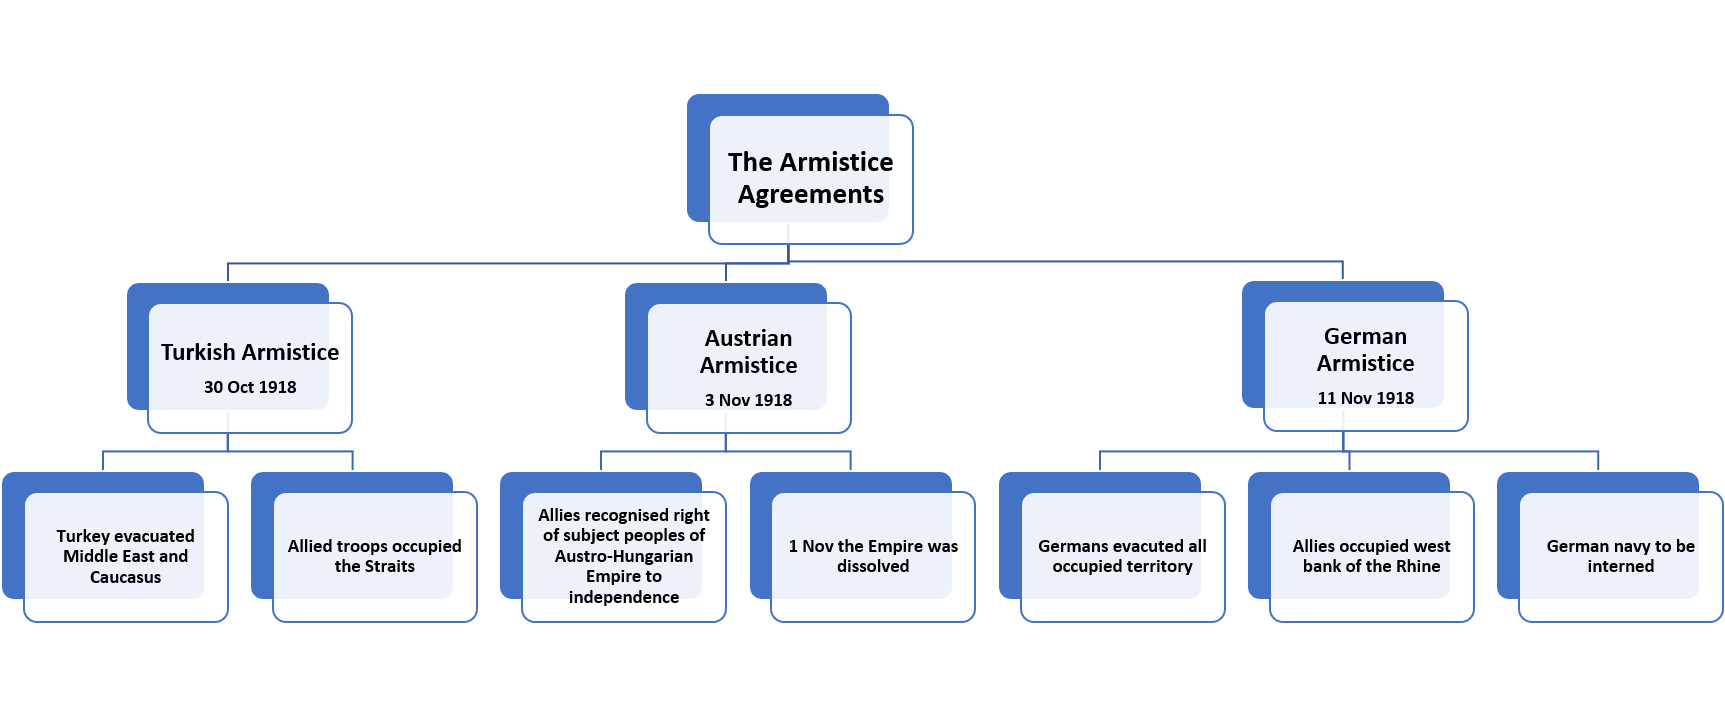 The Armistice
Agreements
Turkish Armistice
30 Oct 1918
Austrian
Armistice
3 Nov 1918
German
Armistice
11 Nov 1918
Turkey evacuated
Middle East and
Caucasus
Allied troops occupied
the Straits
Allies recognised right
of subject peoples of
Austro-Hungarian
Empire to
independence
1 Nov the Empire was
dissolved
Germans evacuted all
occupied territory
Allies occupied west
bank of the Rhine
German navy to be
interned